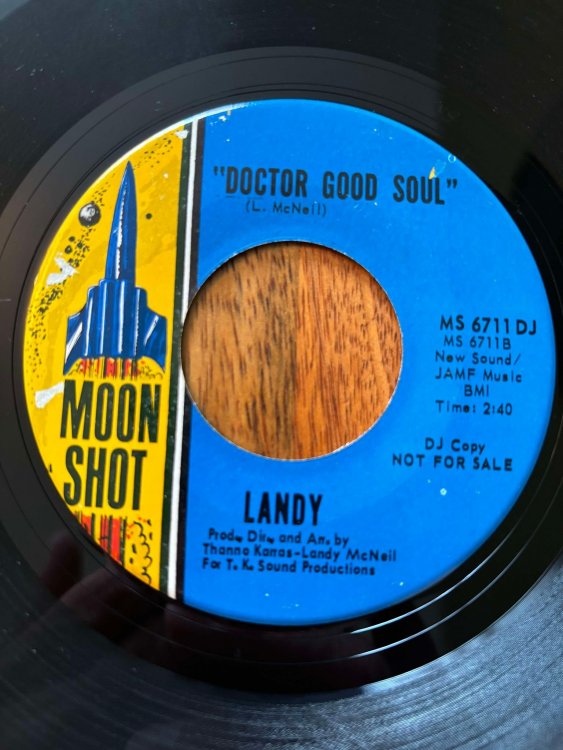 "DOCTOR GOOD SOUL"
(L. McNeil)
MS 6711 DJ
MS 6711B
New Sound/
JAMF Music
BMI
Time: 2:40
DJ Copy
NOT FOR SALE
MOON
SHOT
LANDY
Prod., Dir., and Arr. by
Thanno Karras-Landy McNeil
For T. K. Sound Productions